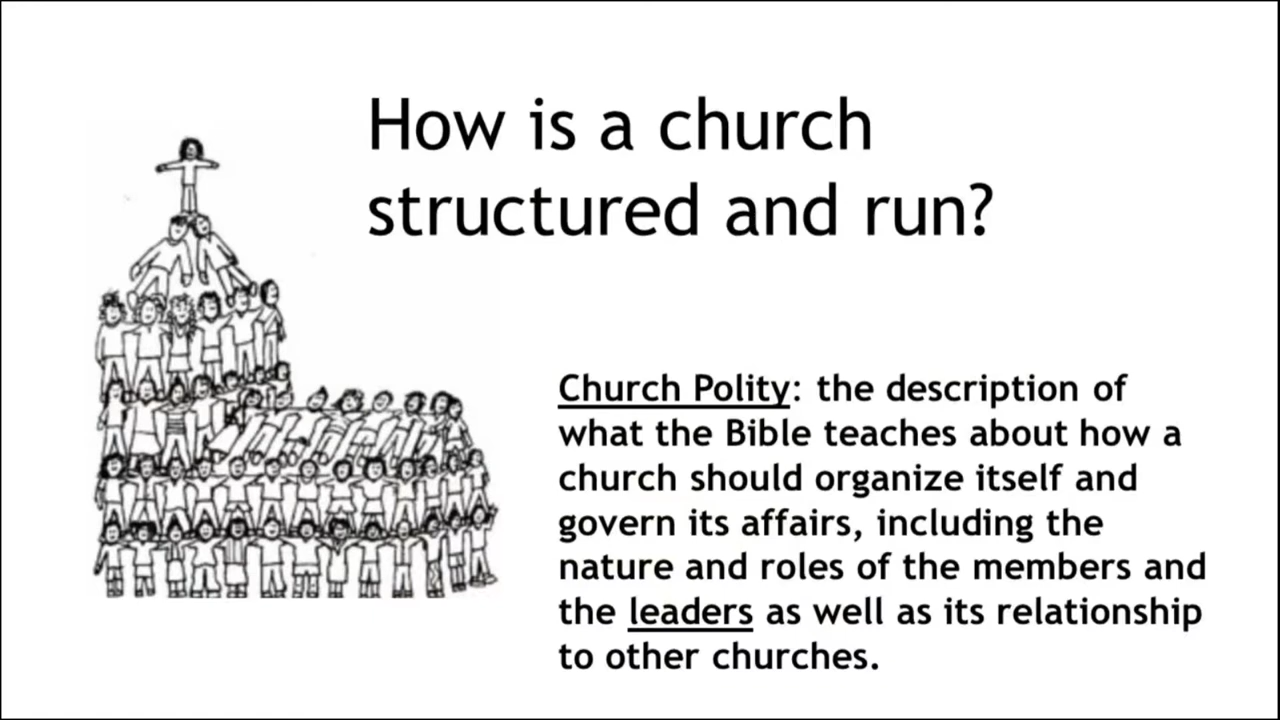 How is a church
structured and run?
Church Polity: the description of
what the Bible teaches about how a
church should organize itself and
govern its affairs, including the
nature and roles of the members and
the leaders as well as its relationship
to other churches.